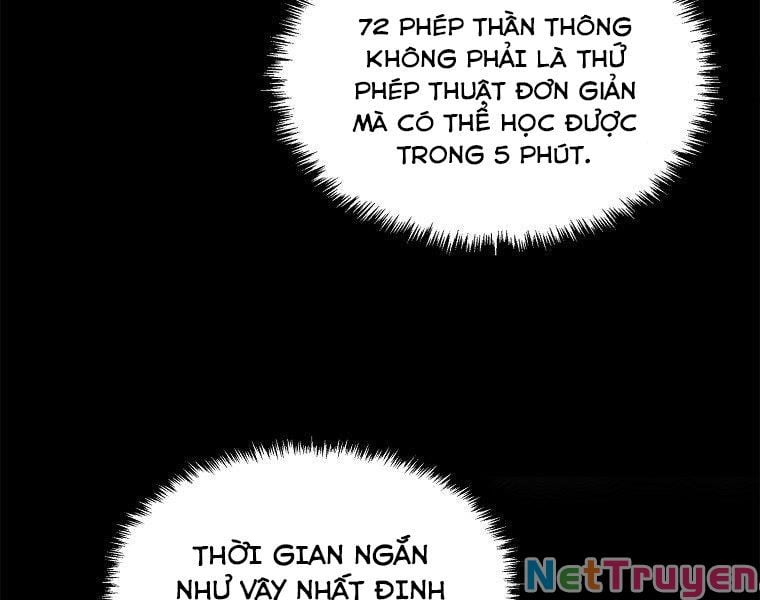 72 PHÉP THẦN THÔNG
KHÔNG PHẢI LÀ THỨ
PHÉP THUẬT ĐƠN GIẢN
MÀ CÓ THỂ HỌC ĐƯỢC
TRONG 5 PHÚT.
THỜI GIAN NGẮN
NHƯ VẬY NHẤT ĐỊNH
NetTruyen